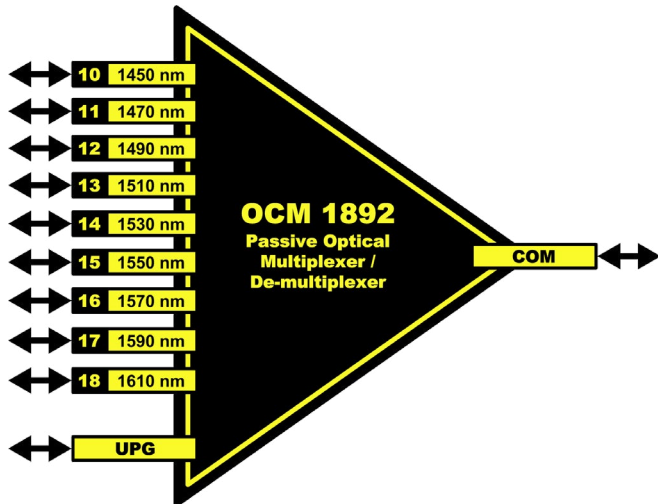 10 1450 nm
11 1470 nm
12 1490 nm
13 1510 nm
14 1530 nm
15 1550 nm
16 1570 nm
17 1590 nm
18 1610 nm
UPG
OCM 1892
Passive Optical
Multiplexer /
De-multiplexer
COM